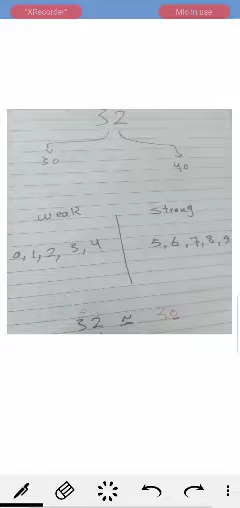 "XRecorder"
Mic in use
32
30
40
weak
strong
0, 1, 2, 3, 4
5, 6, 7, 8, 9
32 ≃ 30